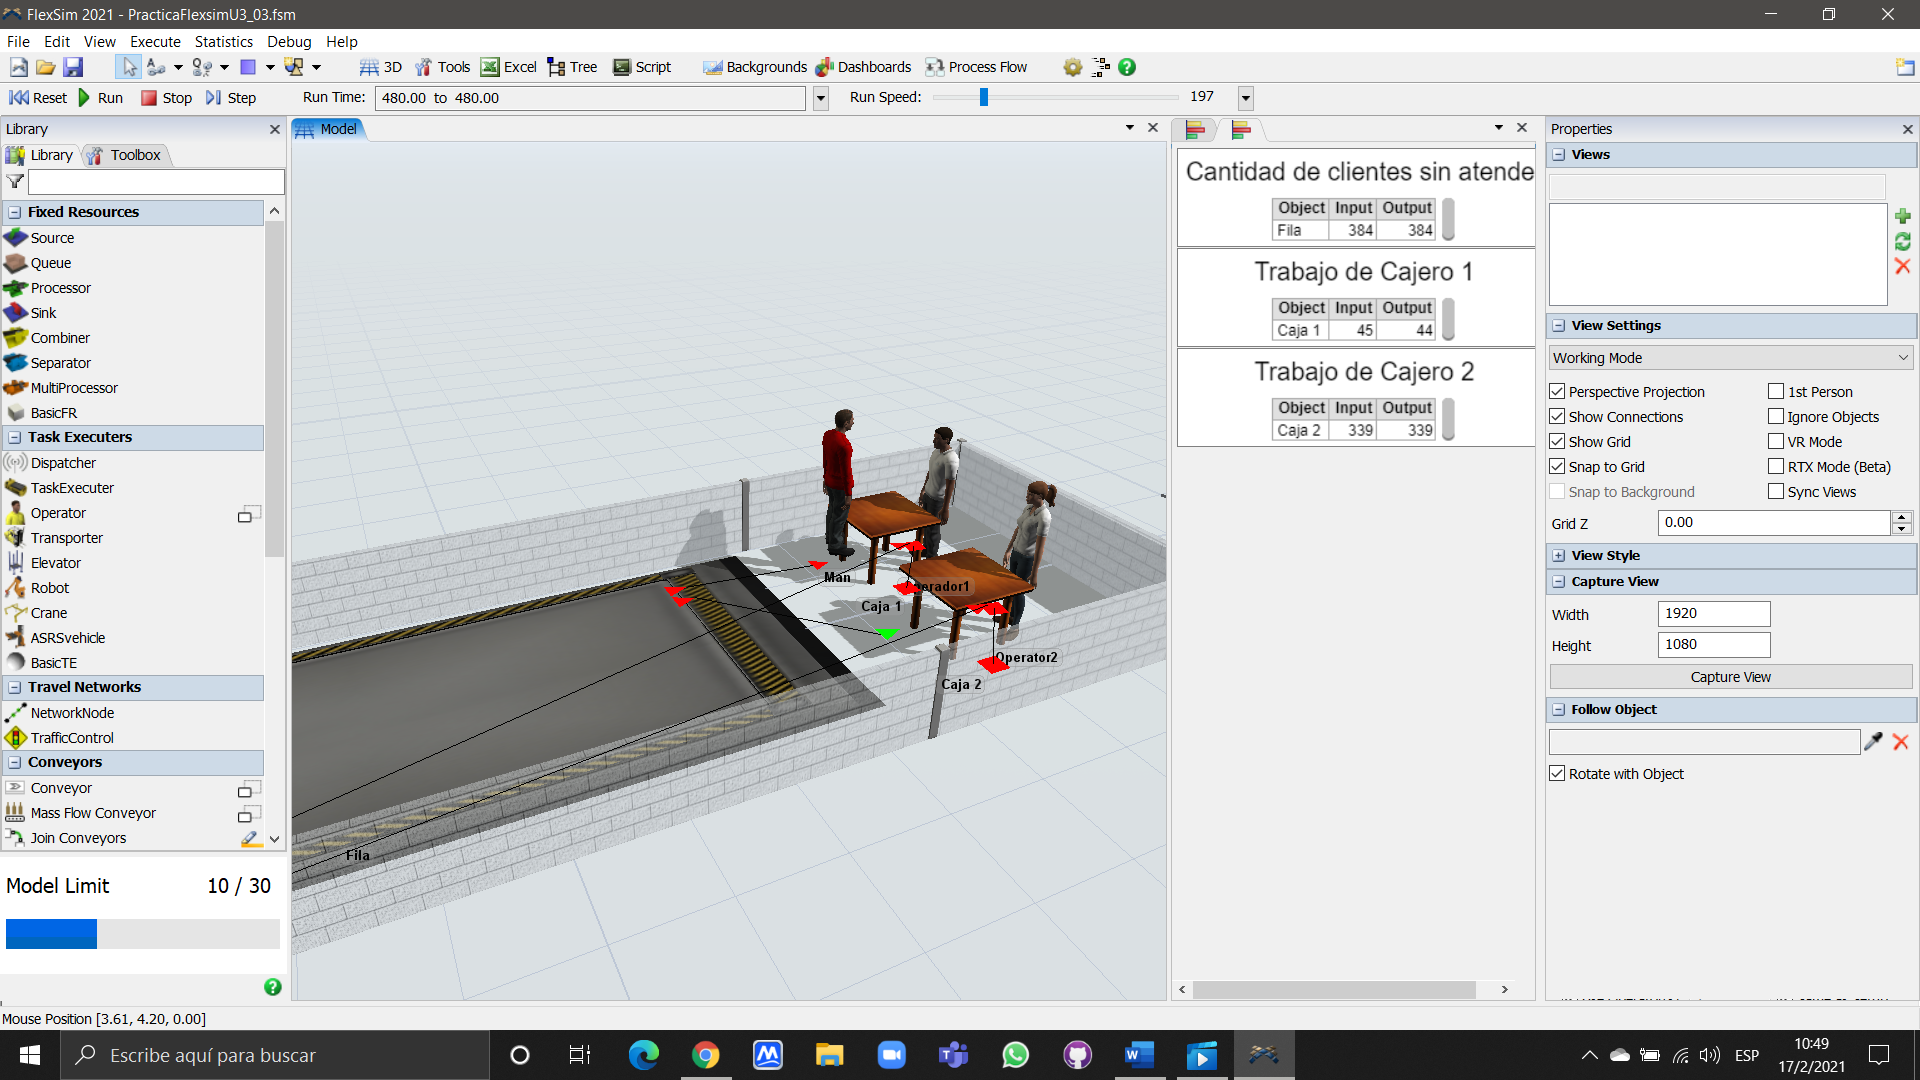 FlexSim 2021 - PracticaFlexsimU3_03.fsm
File Edit View Execute Statistics Debug Help
3D Tools Excel Tree Script Backgrounds Dashboards Process Flow
Reset Run Stop Step Run Time: 480.00 to 480.00 Run Speed: 197
Library
Library Toolbox
Fixed Resources
Source
Queue
Processor
Sink
Combiner
Separator
MultiProcessor
BasicFR
Task Executers
Dispatcher
TaskExecuter
Operator
Transporter
Elevator
Robot
Crane
ASRSvehicle
BasicTE
Travel Networks
NetworkNode
TrafficControl
Conveyors
Conveyor
Mass Flow Conveyor
Join Conveyors
Model Limit 10 / 30
Model
Man
erador1
Caja 1
Operator2
Caja 2
Fila
Cantidad de clientes sin atende
Object Input Output
Fila 384 384
Trabajo de Cajero 1
Object Input Output
Caja 1 45 44
Trabajo de Cajero 2
Object Input Output
Caja 2 339 339
Properties
Views
View Settings
Working Mode
Perspective Projection 1st Person
Show Connections Ignore Objects
Show Grid VR Mode
Snap to Grid RTX Mode (Beta)
Snap to Background Sync Views
Grid Z 0.00
View Style
Capture View
Width 1920
Height 1080
Capture View
Follow Object
Rotate with Object
Mouse Position [3.61, 4.20, 0.00]
Escribe aquí para buscar
ESP
10:49
17/2/2021